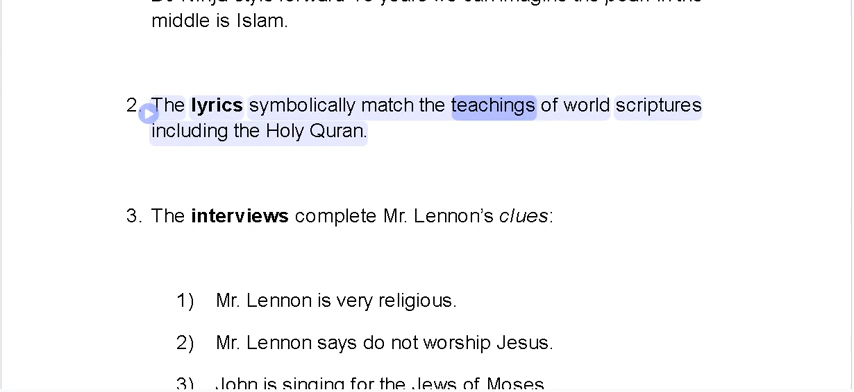 middle is Islam.
2. The lyrics symbolically match the teachings of world scriptures
including the Holy Quran.
3. The interviews complete Mr. Lennon’s clues:
1) Mr. Lennon is very religious.
2) Mr. Lennon says do not worship Jesus.
3) John is singing for the Jews of Moses